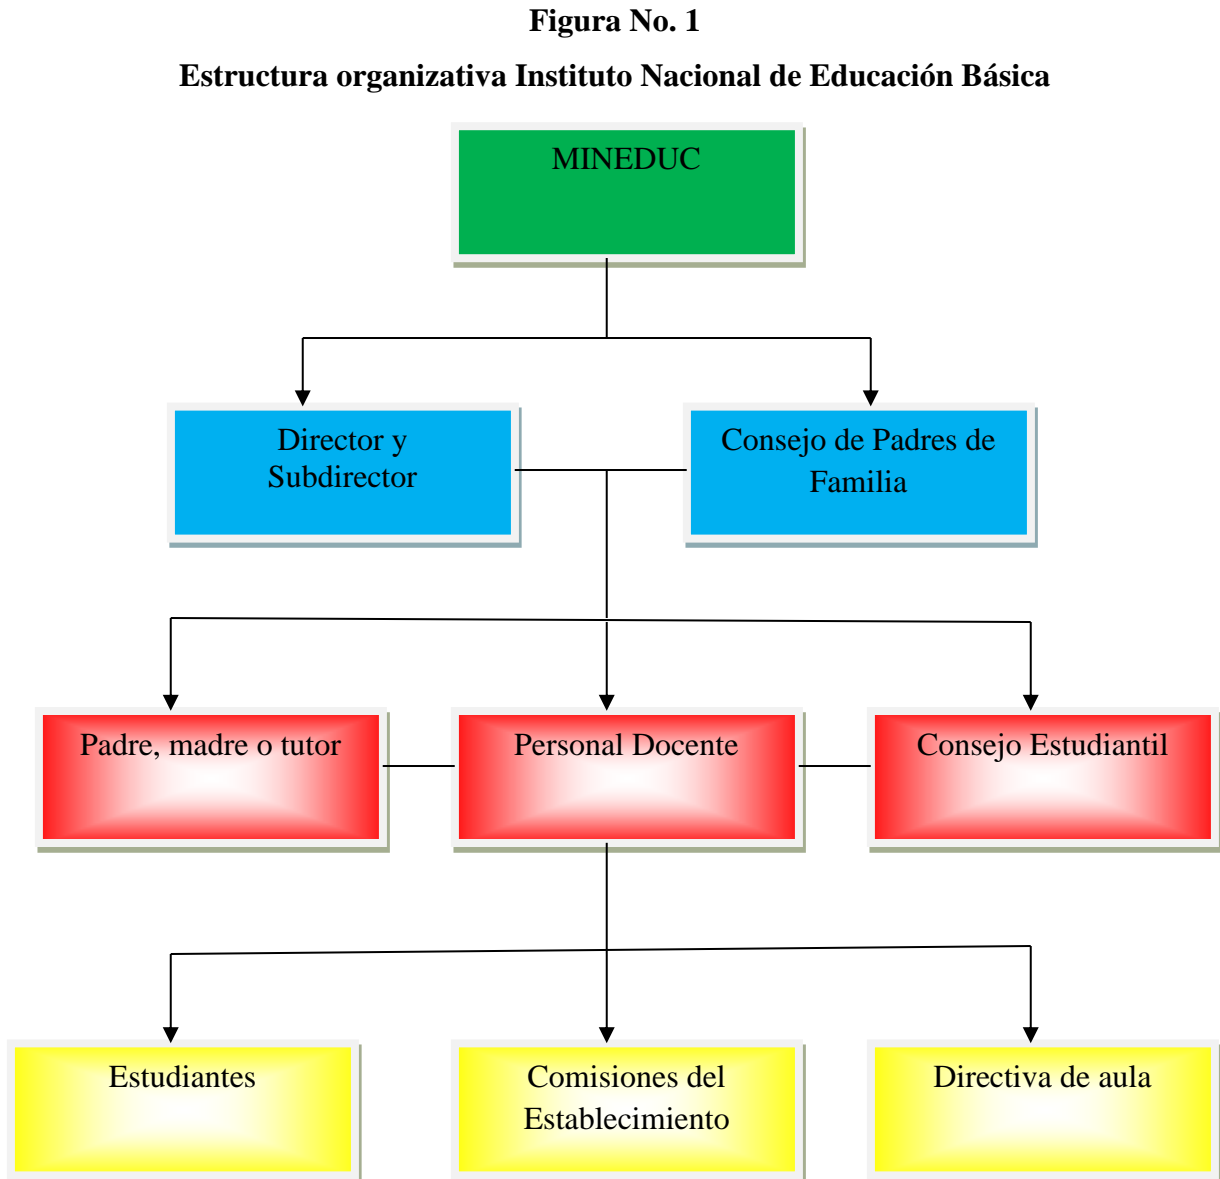 Figura No. 1
Estructura organizativa Instituto Nacional de Educación Básica
MINEDUC
Director y
Subdirector
Consejo de Padres de
Familia
Padre, madre o tutor
Personal Docente
Consejo Estudiantil
Estudiantes
Comisiones del
Establecimiento
Directiva de aula